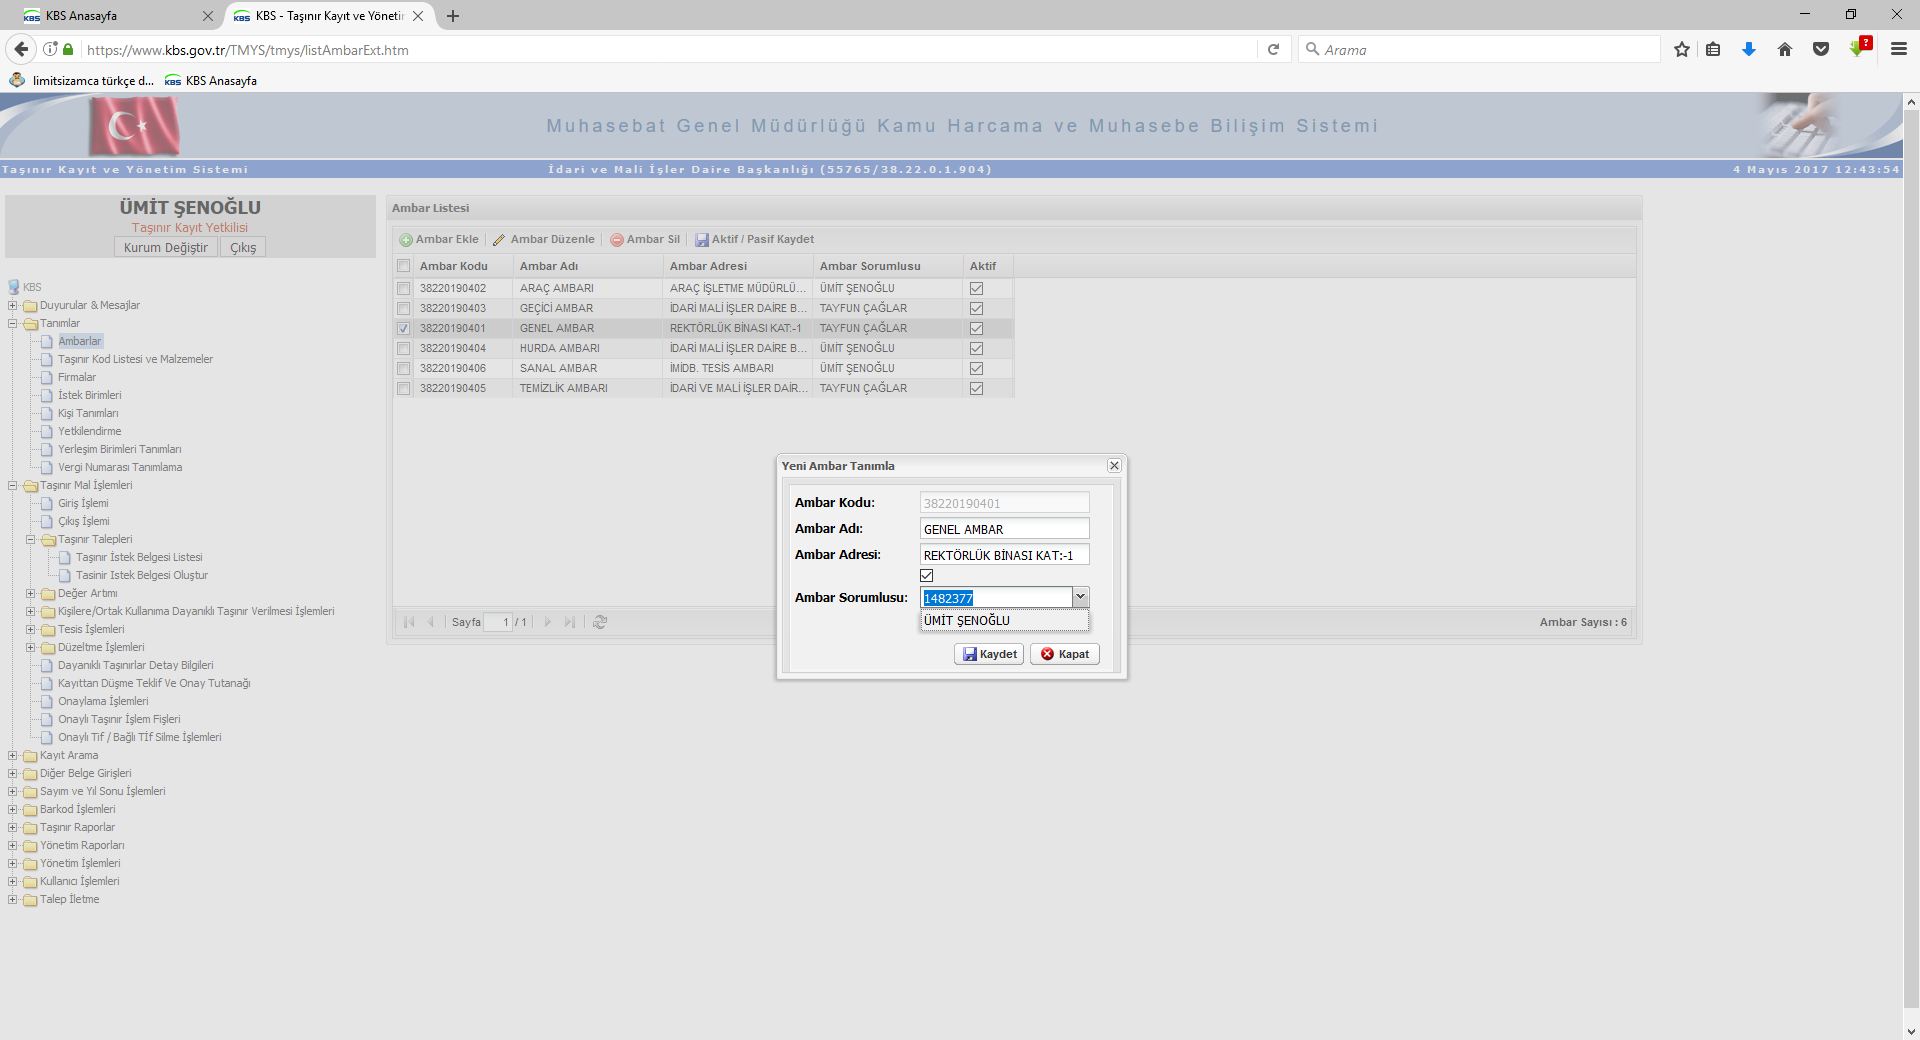 KBS Anasayfa
KBS - Taşınır Kayıt ve Yönetir
https://www.kbs.gov.tr/TMYS/tmys/listAmbarExt.htm
Arama
limitsizamca türkçe d...
KBS Anasayfa
Muhasebat Genel Müdürlüğü Kamu Harcama ve Muhasebe Bilişim Sistemi
Taşınır Kayıt ve Yönetim Sistemi
İdari ve Mali İşler Daire Başkanlığı (55765/38.22.0.1.904)
4 Mayıs 2017 12:43:54
ÜMİT ŞENOĞLU
Taşınır Kayıt Yetkilisi
Kurum Değiştir
Çıkış
KBS
Duyurular & Mesajlar
Tanımlar
Ambarlar
Taşınır Kod Listesi ve Malzemeler
Firmalar
İstek Birimleri
Kişi Tanımları
Yetkilendirme
Yerleşim Birimleri Tanımları
Vergi Numarası Tanımlama
Taşınır Mal İşlemleri
Giriş İşlemi
Çıkış İşlemi
Taşınır Talepleri
Taşınır İstek Belgesi Listesi
Tasinir Istek Belgesi Oluştur
Değer Artımı
Kişilere/Ortak Kullanıma Dayanıklı Taşınır Verilmesi İşlemleri
Tesis İşlemleri
Düzeltme İşlemleri
Dayanıklı Taşınırlar Detay Bilgileri
Kayıttan Düşme Teklif Ve Onay Tutanağı
Onaylama İşlemleri
Onaylı Taşınır İşlem Fişleri
Onaylı Tif / Bağlı Tİf Silme İşlemleri
Kayıt Arama
Diğer Belge Girişleri
Sayım ve Yıl Sonu İşlemleri
Barkod İşlemleri
Taşınır Raporlar
Yönetim Raporları
Yönetim İşlemleri
Kullanıcı İşlemleri
Talep İletme
Ambar Listesi
Ambar Ekle
Ambar Düzenle
Ambar Sil
Aktif / Pasif Kaydet
Ambar Kodu Ambar Adı Ambar Adresi Ambar Sorumlusu Aktif
38220190402 ARAÇ AMBARI ARAÇ İŞLETME MÜDÜRLÜ... ÜMİT ŞENOĞLU
38220190403 GEÇİCİ AMBAR İDARİ MALİ İŞLER DAİRE B... TAYFUN ÇAĞLAR
38220190401 GENEL AMBAR REKTÖRLÜK BİNASI KAT:-1 TAYFUN ÇAĞLAR
38220190404 HURDA AMBARI İDARİ MALİ İŞLER DAİRE B... ÜMİT ŞENOĞLU
38220190406 SANAL AMBAR İMİDB. TESİS AMBARI ÜMİT ŞENOĞLU
38220190405 TEMİZLİK AMBARI İDARİ VE MALİ İŞLER DAİR... TAYFUN ÇAĞLAR
Yeni Ambar Tanımla
Ambar Kodu: 38220190401
Ambar Adı: GENEL AMBAR
Ambar Adresi: REKTÖRLÜK BİNASI KAT:-1
Ambar Sorumlusu: 1482377
ÜMİT ŞENOĞLU
Kaydet
Kapat
Sayfa 1 / 1
Ambar Sayısı : 6